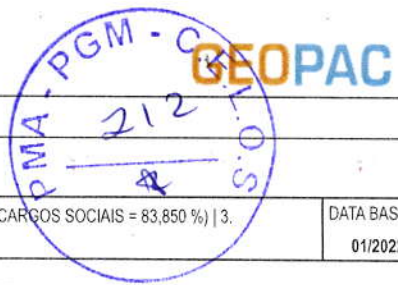 GEOPAC
PMA - PGM - C.P.L.O.S
212
CARGOS SOCIAIS = 83,850 %) | 3.
DATA BAS
01/202